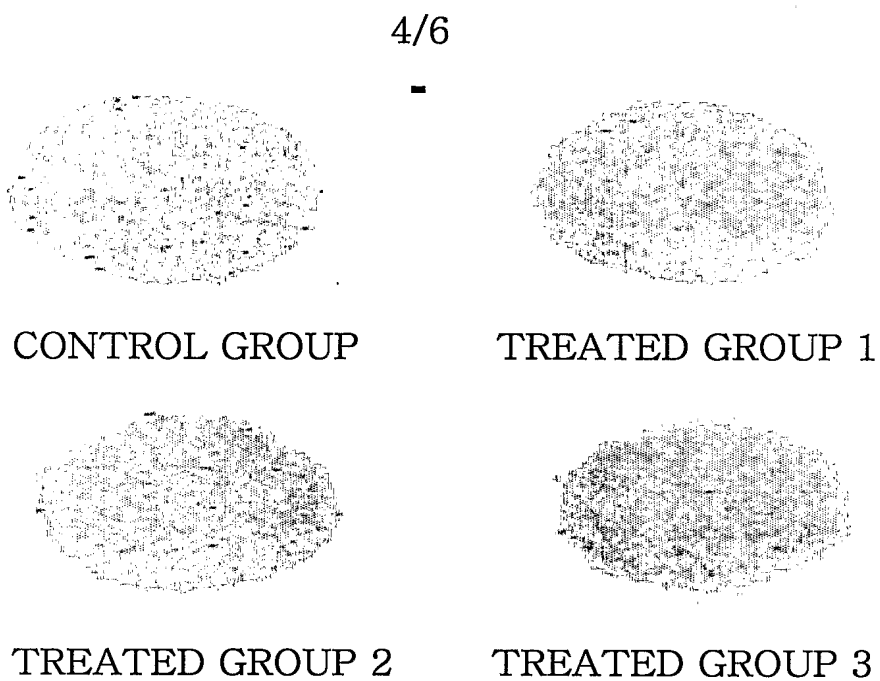 4/6
CONTROL GROUP
TREATED GROUP 1
TREATED GROUP 2
TREATED GROUP 3